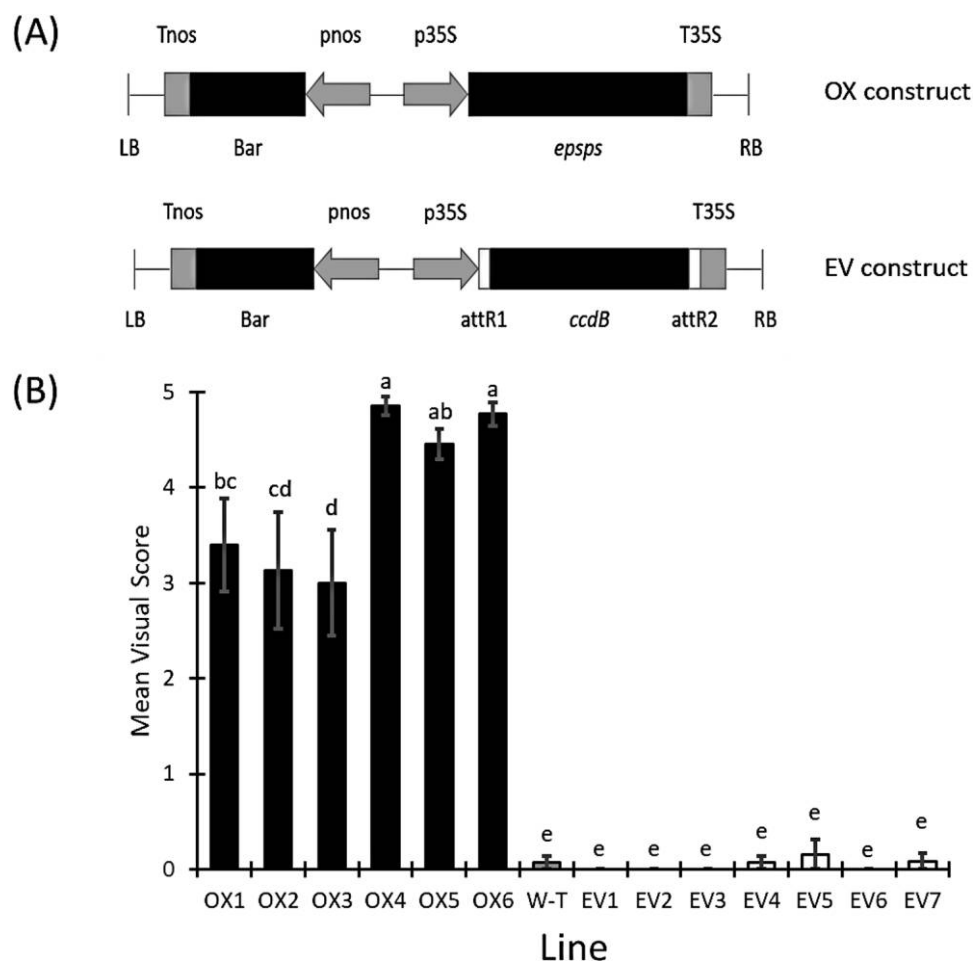 (A)
Tnos pnos p35S T35S
OX construct
LB Bar epsps RB
Tnos pnos p35S T35S
EV construct
LB Bar attR1 ccdB attR2 RB
(B)
Mean Visual Score
5
4
3
2
1
0
bc cd d a ab a e e e e e e e e
OX1 OX2 OX3 OX4 OX5 OX6 W-T EV1 EV2 EV3 EV4 EV5 EV6 EV7
Line